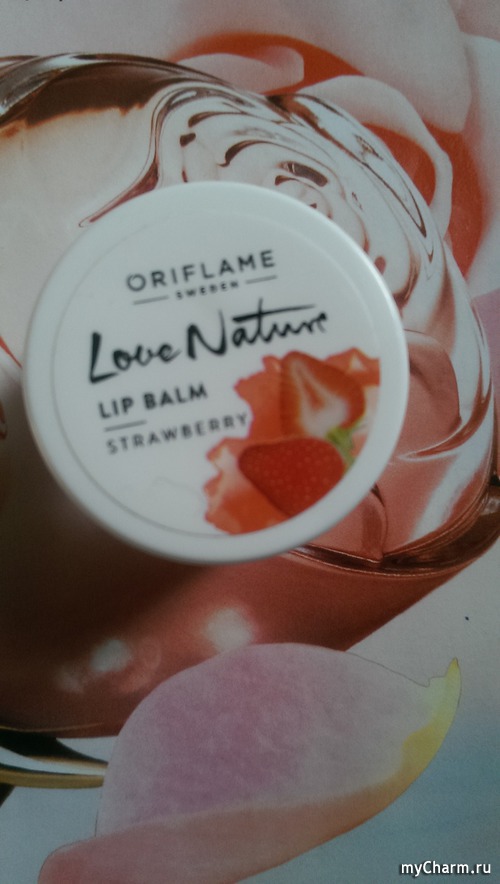 ORIFLAME
SWEDEN
Love Nature
LIP BALM
STRAWBERRY
myCharm.ru